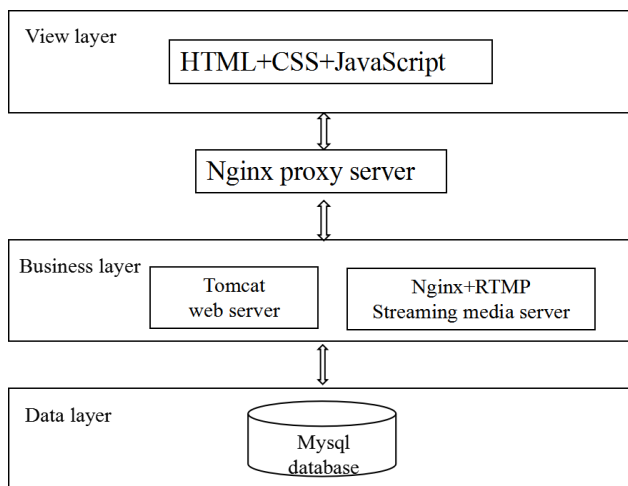 View layer
HTML+CSS+JavaScript
Nginx proxy server
Business layer
Tomcat
web server
Nginx+RTMP
Streaming media server
Data layer
Mysql
database